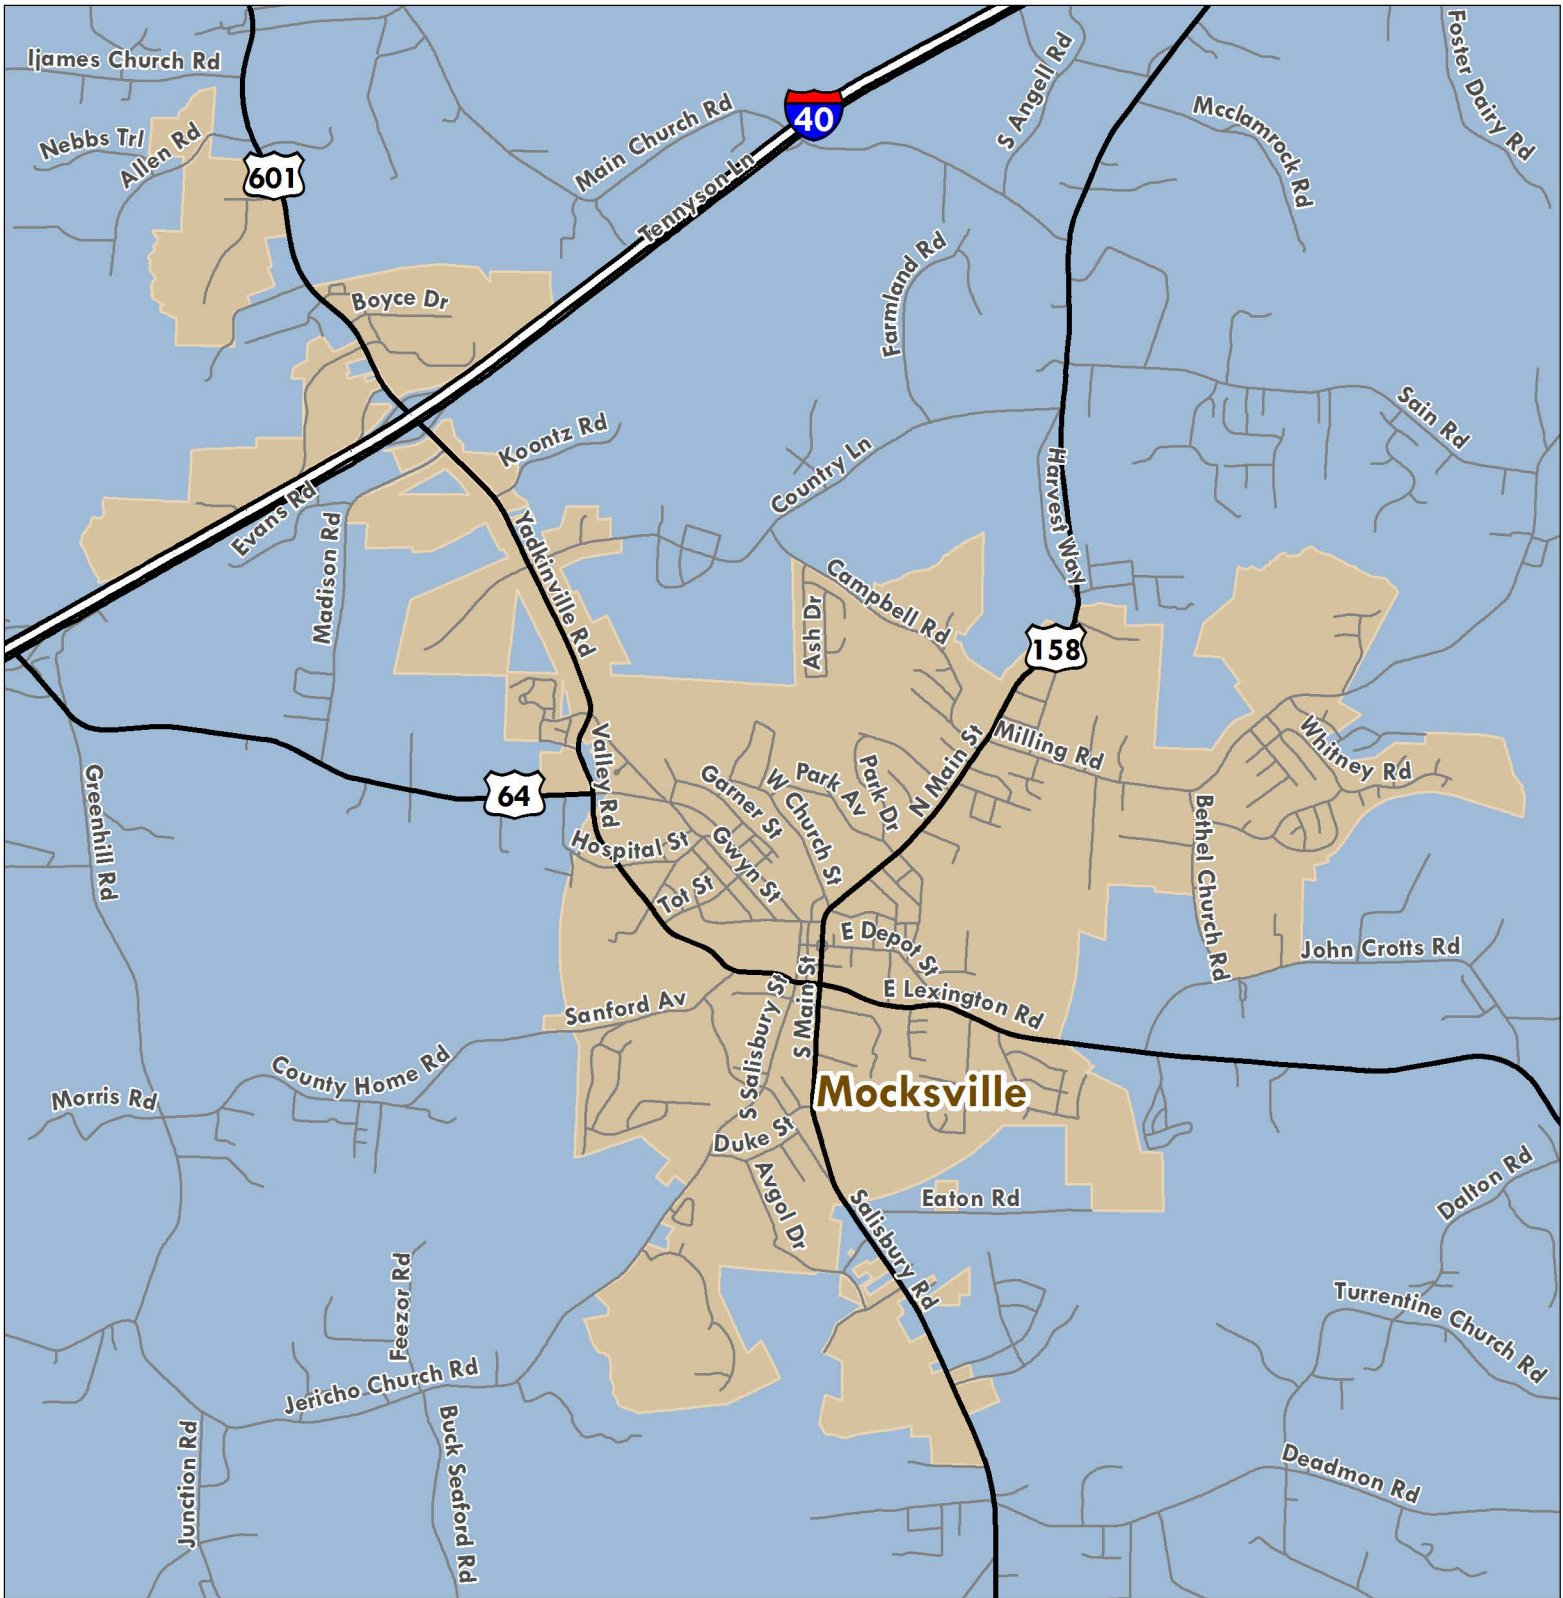 Ijames Church Rd
Nebbs Trl
Allen Rd
601
Main Church Rd
Tennyson Ln
40
S Angell Rd
Mcclamrock Rd
Foster Dairy Rd
Boyce Dr
Farmland Rd
Koontz Rd
Country Ln
Sain Rd
Harvest Way
Evans Rd
Madison Rd
Yadkinville Rd
Ash Dr
Campbell Rd
158
Greenhill Rd
64
Valley Rd
Garner St
W Church St
Park Av
Park Dr
N Main St
Milling Rd
Whitney Rd
Hospital St
Gwyn St
Tot St
Bethel Church Rd
E Depot St
John Crotts Rd
Sanford Av
S Salisbury St
S Main St
E Lexington Rd
Morris Rd
County Home Rd
Mocksville
Duke St
Avgol Dr
Eaton Rd
Dalton Rd
Salisbury Rd
Feezor Rd
Turrentine Church Rd
Jericho Church Rd
Junction Rd
Buck Seaford Rd
Deadmon Rd